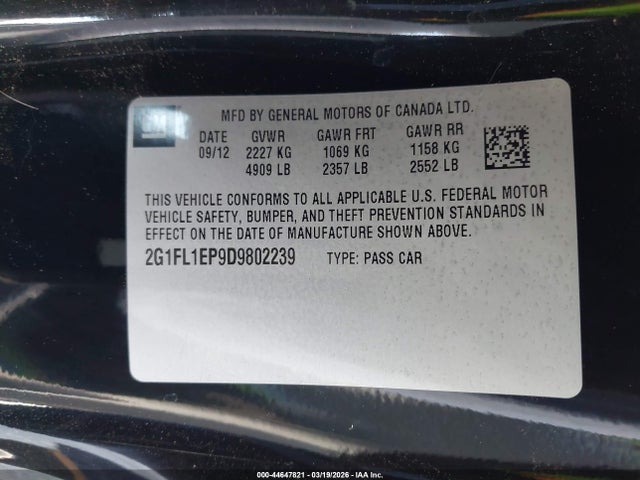 MFD BY GENERAL MOTORS OF CANADA LTD.
DATE GVWR GAWR FRT GAWR RR
09/12 2227 KG 1069 KG 1158 KG
4909 LB 2357 LB 2552 LB
THIS VEHICLE CONFORMS TO ALL APPLICABLE U.S. FEDERAL MOTOR
VEHICLE SAFETY, BUMPER, AND THEFT PREVENTION STANDARDS IN
EFFECT ON THE DATE OF MANUFACTURE SHOWN ABOVE.
2G1FL1EP9D9802239 TYPE: PASS CAR
000-44647821 - 03/19/2026 - IAA Inc.